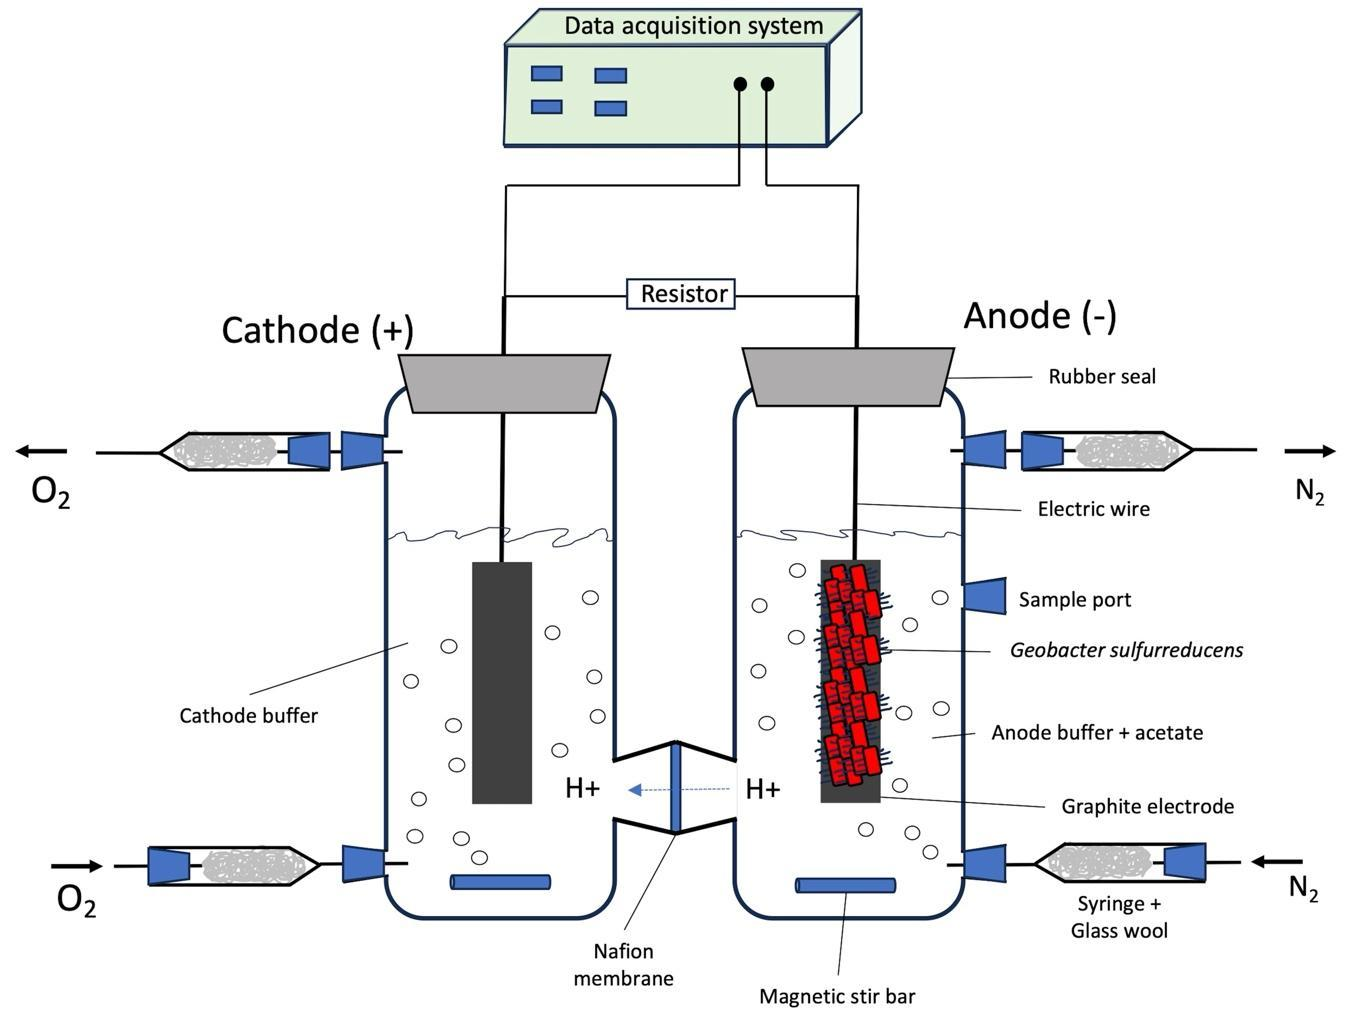 Data acquisition system
Resistor
Cathode (+)
Anode (-)
Rubber seal
O₂
N₂
Electric wire
Sample port
Geobacter sulfurreducens
Cathode buffer
Anode buffer + acetate
H+
H+
Graphite electrode
O₂
N₂
Syringe +
Glass wool
Nafion
membrane
Magnetic stir bar